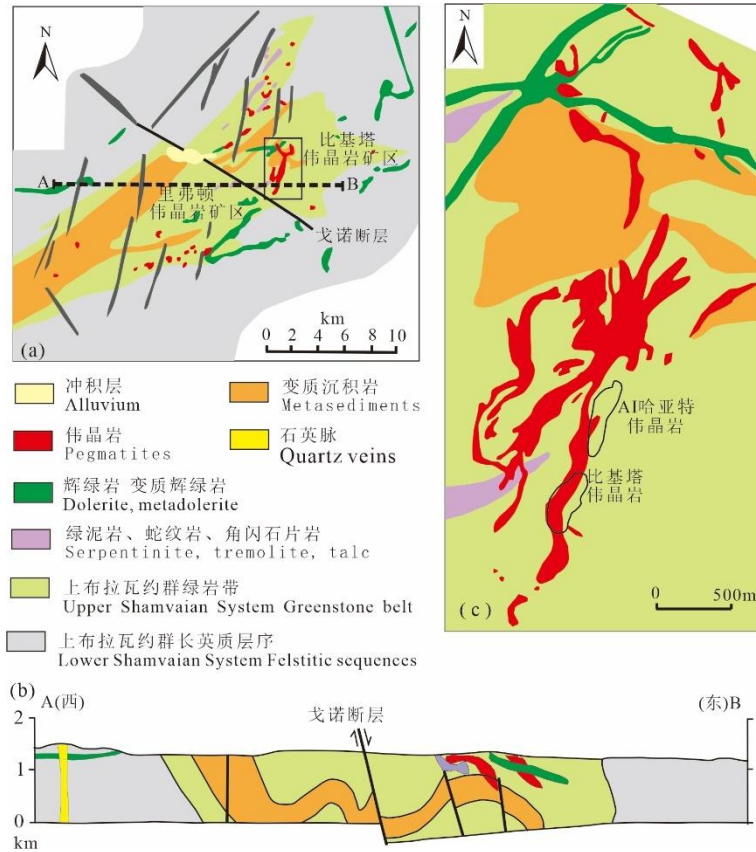 N
比基塔
伟晶岩矿区
A
B
里弗顿
伟晶岩矿区
戈诺断层
km
0 2 4 6 8 10
(a)
N
AI哈亚特
伟晶岩
比基塔
伟晶岩
0 500m
(c)
冲积层
Alluvium
变质沉积岩
Metasediments
伟晶岩
Pegmatites
石英脉
Quartz veins
辉绿岩 变质辉绿岩
Dolerite, metadolerite
绿泥岩、蛇纹岩、角闪石片岩
Serpentinite, tremolite, talc
上布拉瓦约群绿岩带
Upper Shamvaian System Greenstone belt
上布拉瓦约群长英质层序
Lower Shamvaian System Felstitic sequences
(b)
A(西)
戈诺断层
(东)B
2
1
0
km